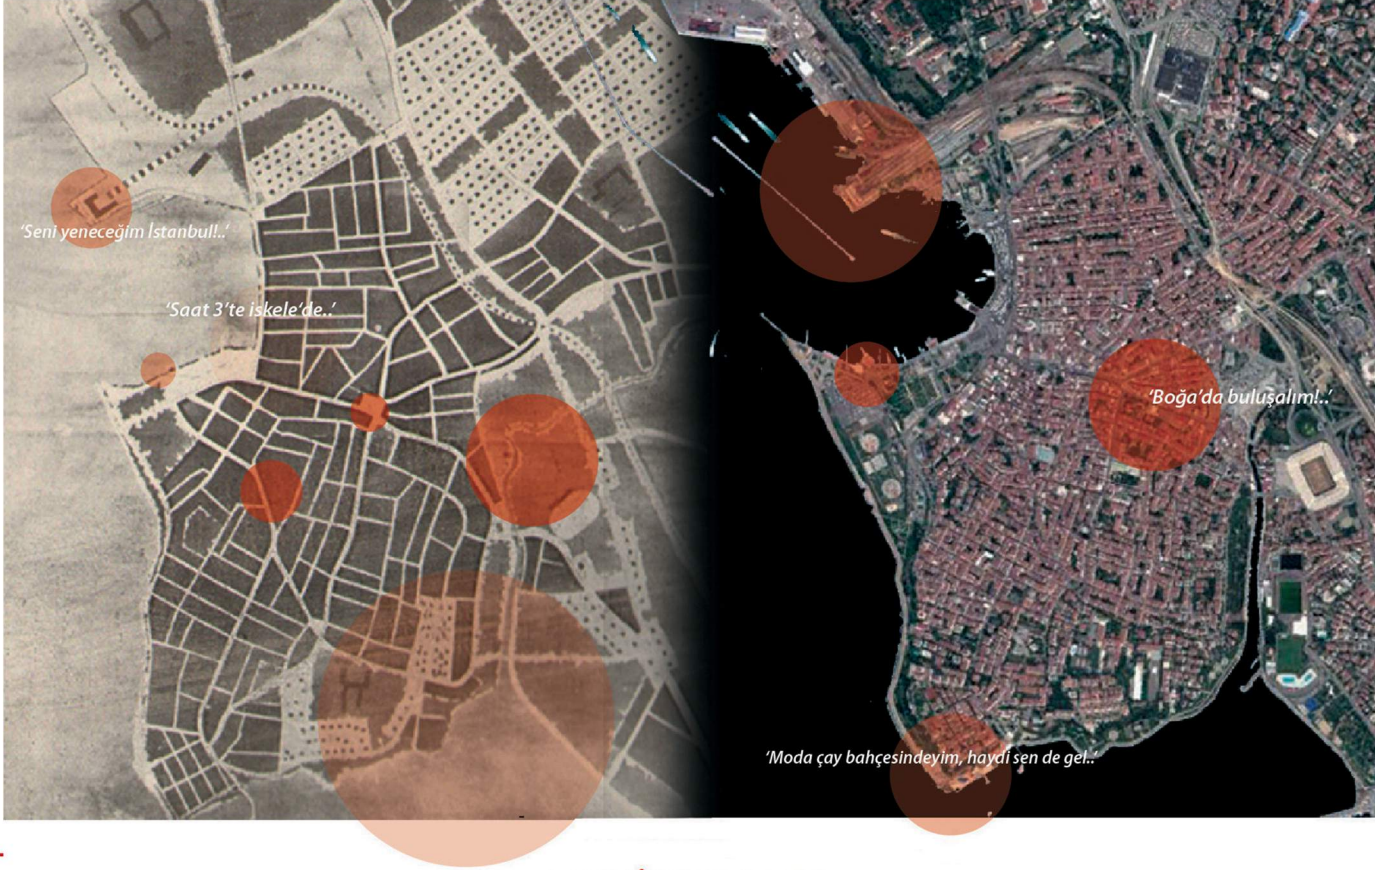 'Seni yeneceğim İstanbul!..'
'Saat 3'te iskele'de..'
'Boğa'da buluşalım!..'
'Moda çay bahçesindeyim, haydi sen de gel..'